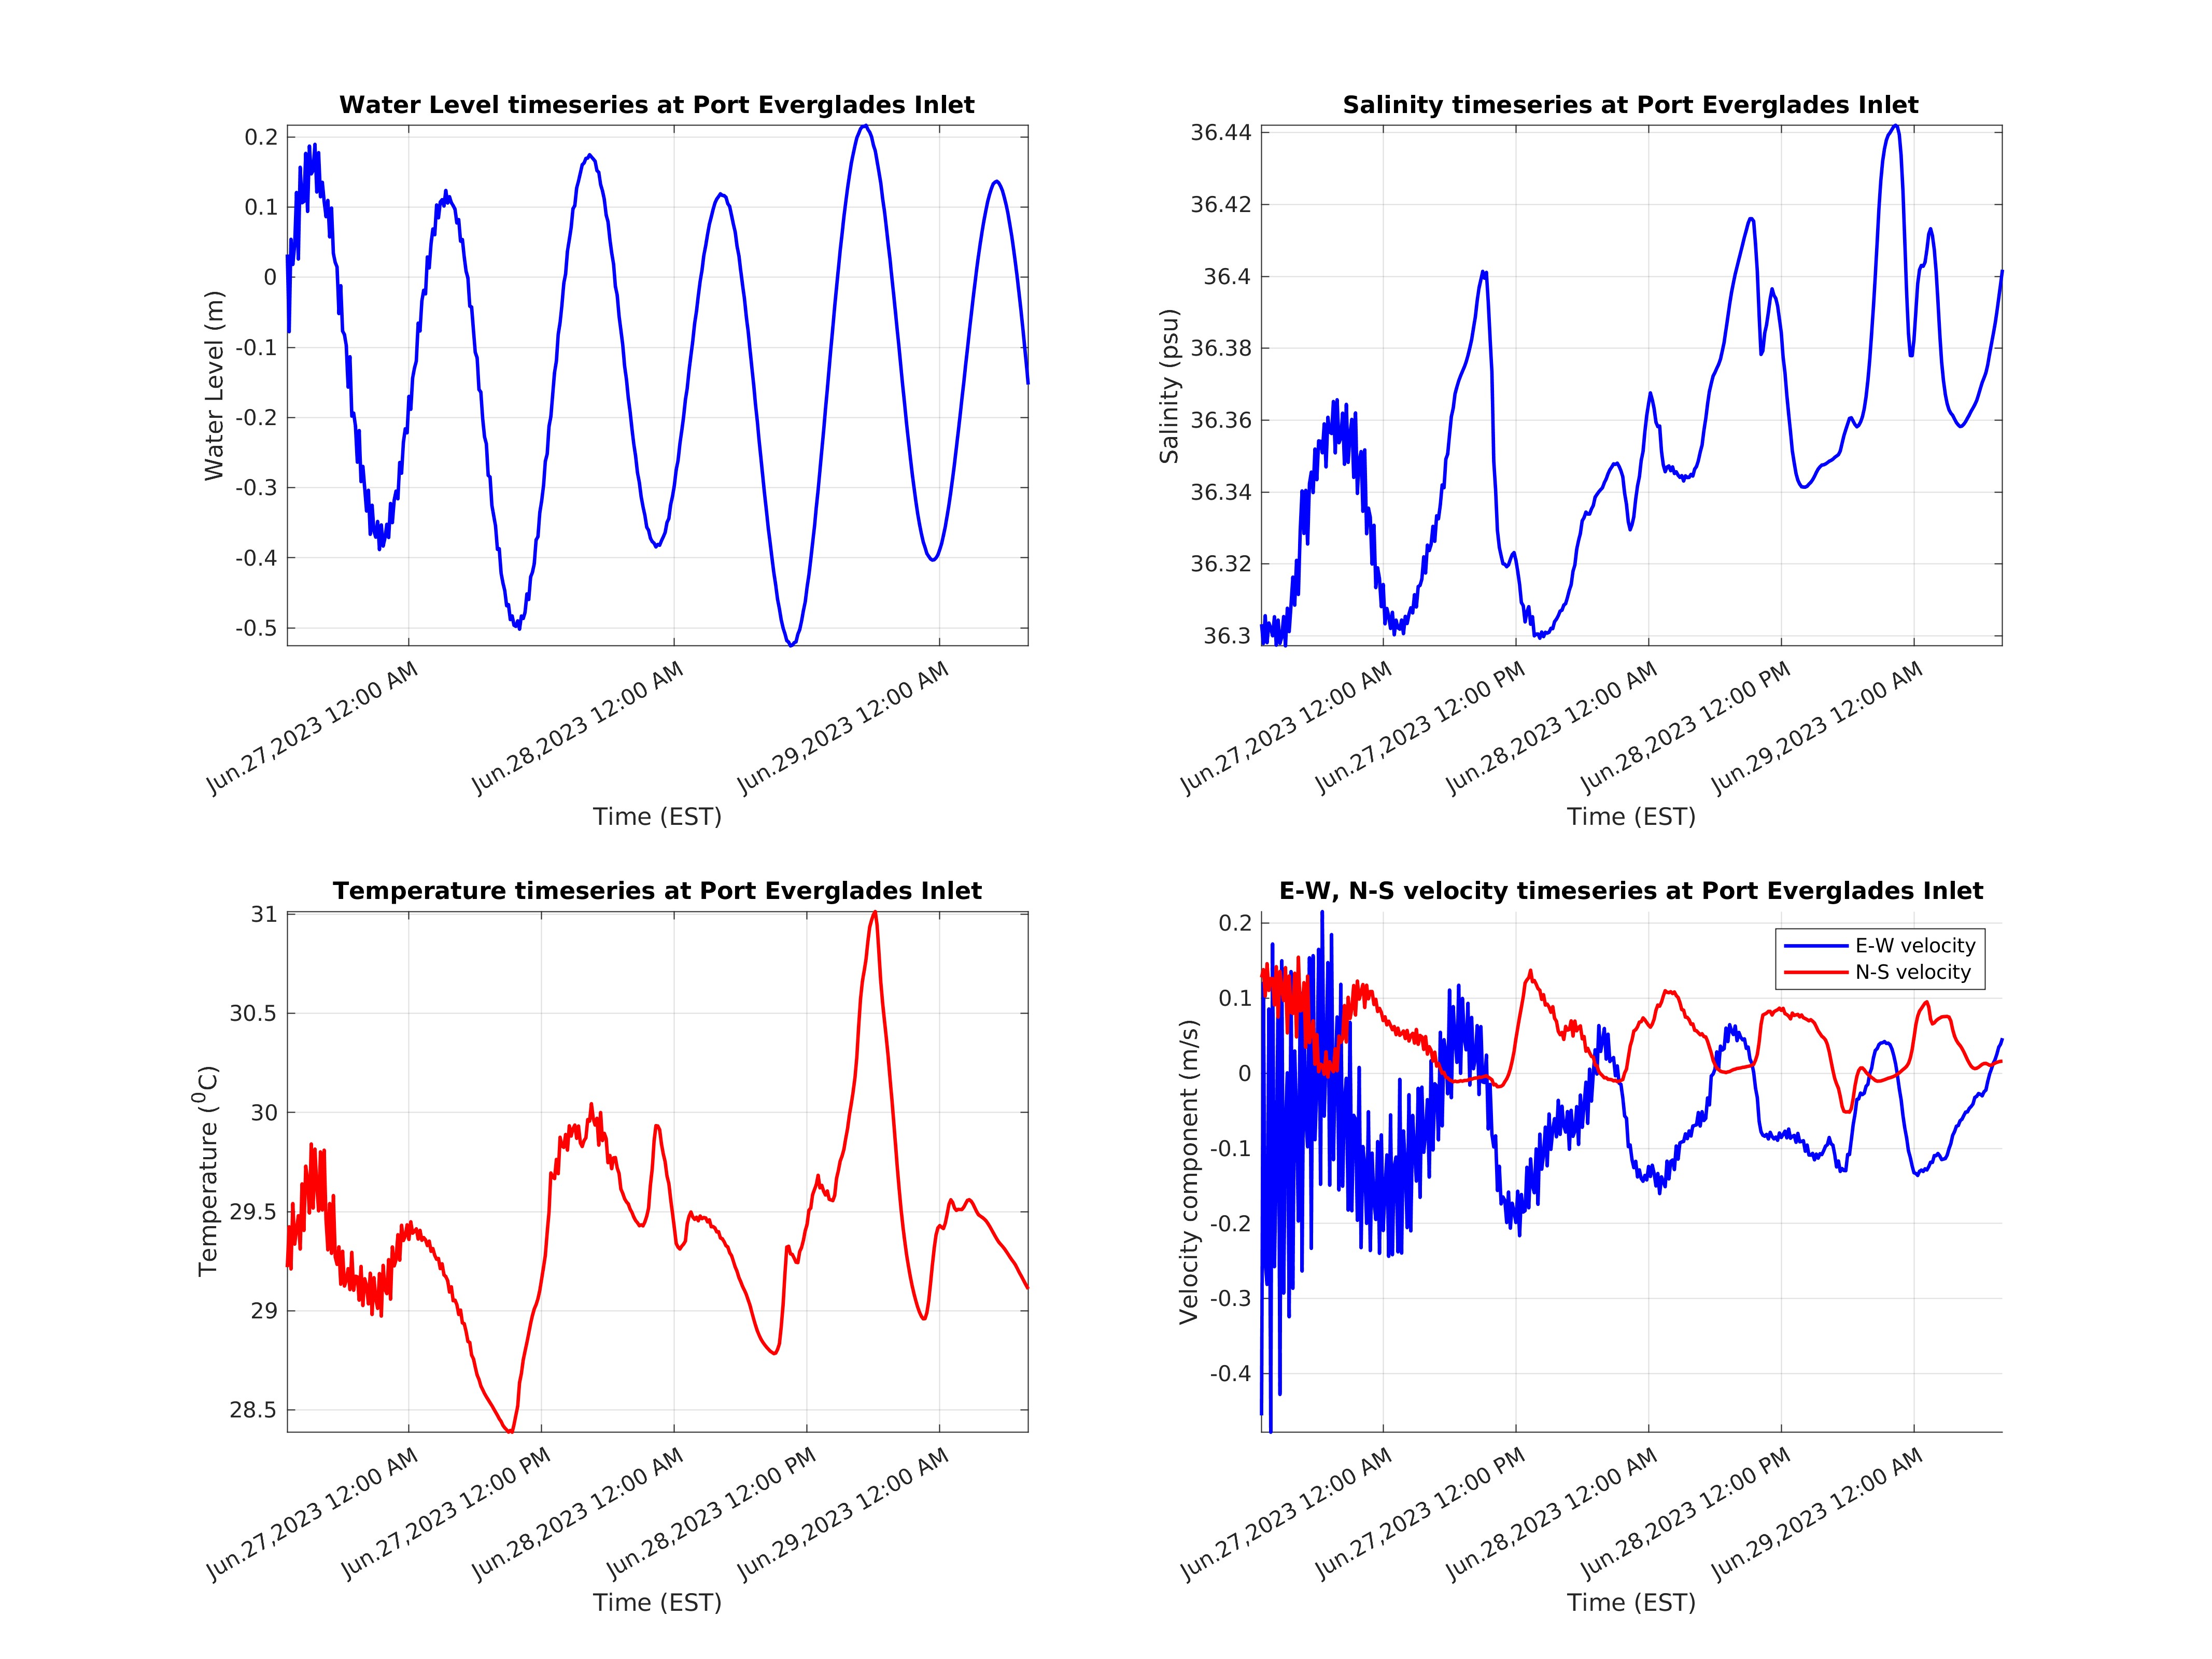 Water Level timeseries at Port Everglades Inlet
Water Level (m)
0.2
0.1
0
-0.1
-0.2
-0.3
-0.4
-0.5
Jun.27,2023 12:00 AM
Jun.28,2023 12:00 AM
Jun.29,2023 12:00 AM
Time (EST)
Salinity timeseries at Port Everglades Inlet
Salinity (psu)
36.44
36.42
36.4
36.38
36.36
36.34
36.32
36.3
Jun.27,2023 12:00 AM
Jun.27,2023 12:00 PM
Jun.28,2023 12:00 AM
Jun.28,2023 12:00 PM
Jun.29,2023 12:00 AM
Time (EST)
Temperature timeseries at Port Everglades Inlet
Temperature (⁰C)
31
30.5
30
29.5
29
28.5
Jun.27,2023 12:00 AM
Jun.27,2023 12:00 PM
Jun.28,2023 12:00 AM
Jun.28,2023 12:00 PM
Jun.29,2023 12:00 AM
Time (EST)
E-W, N-S velocity timeseries at Port Everglades Inlet
Velocity component (m/s)
0.2
0.1
0
-0.1
-0.2
-0.3
-0.4
E-W velocity
N-S velocity
Jun.27,2023 12:00 AM
Jun.27,2023 12:00 PM
Jun.28,2023 12:00 AM
Jun.28,2023 12:00 PM
Jun.29,2023 12:00 AM
Time (EST)